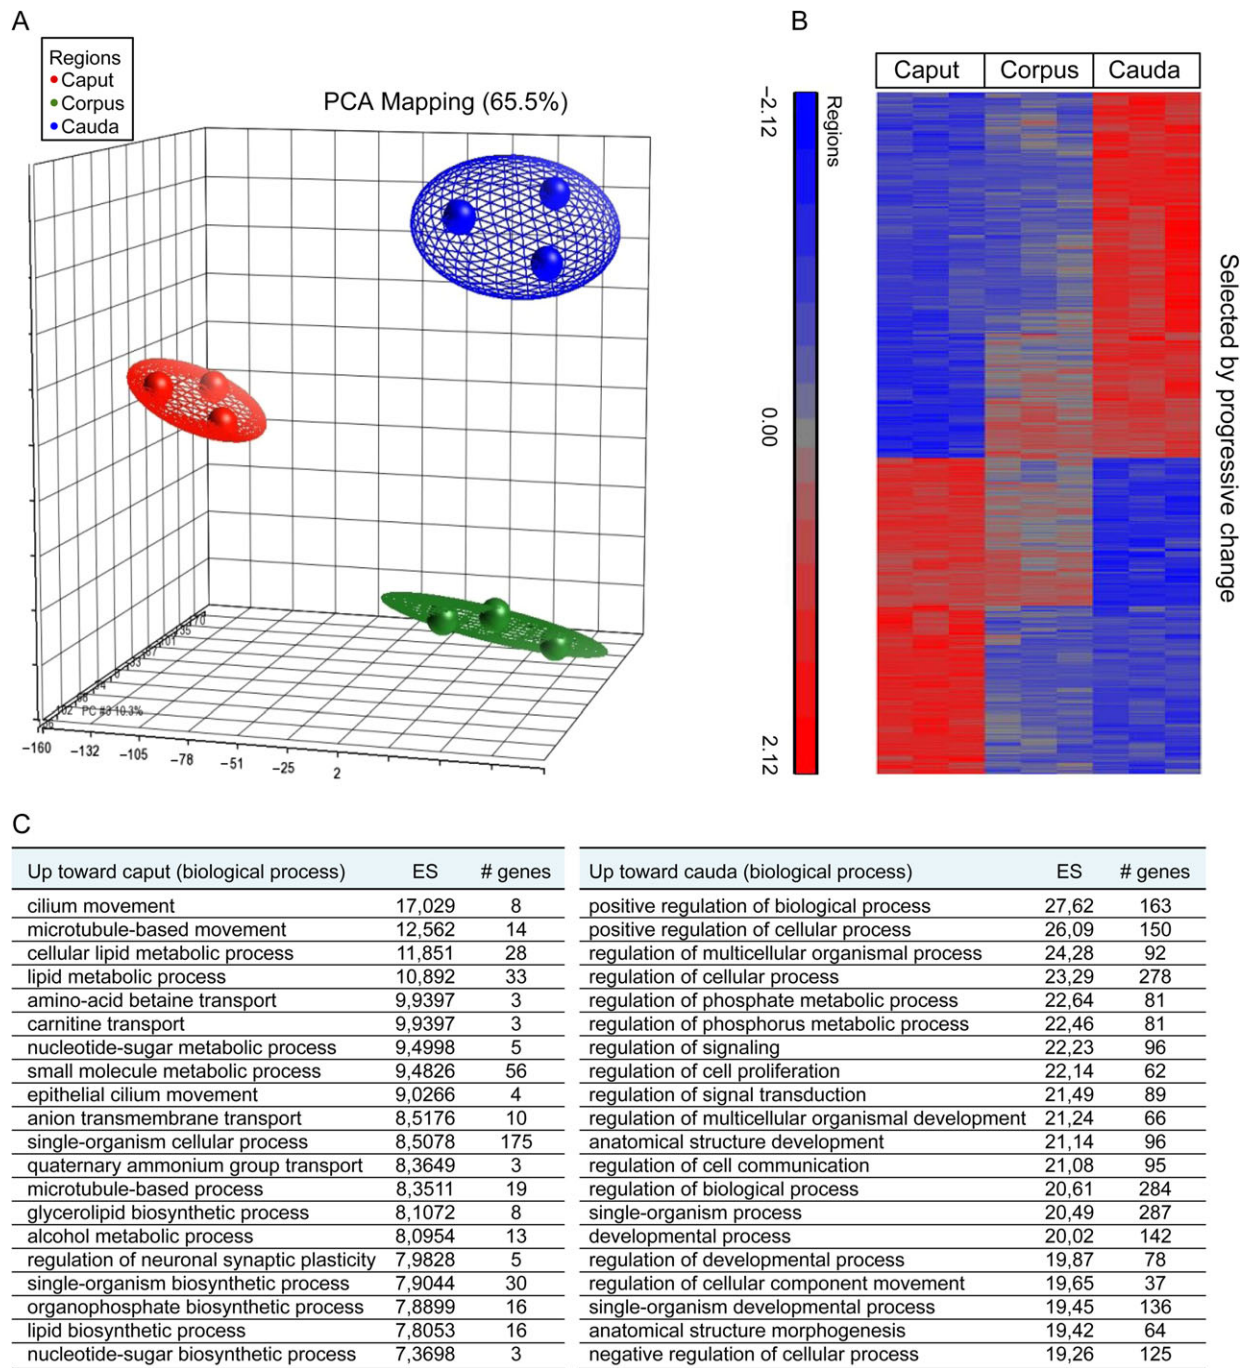 A
Regions
Caput
Corpus
Cauda
PCA Mapping (65.5%)
PC #3 10.3%
−160
−132
−105
−78
−51
−25
2
B
Caput Corpus Cauda
Regions
−2.12
0.00
2.12
Selected by progressive change
C
Up toward caput (biological process) ES # genes
cilium movement 17,029 8
microtubule-based movement 12,562 14
cellular lipid metabolic process 11,851 28
lipid metabolic process 10,892 33
amino-acid betaine transport 9,9397 3
carnitine transport 9,9397 3
nucleotide-sugar metabolic process 9,4998 5
small molecule metabolic process 9,4826 56
epithelial cilium movement 9,0266 4
anion transmembrane transport 8,5176 10
single-organism cellular process 8,5078 175
quaternary ammonium group transport 8,3649 3
microtubule-based process 8,3511 19
glycerolipid biosynthetic process 8,1072 8
alcohol metabolic process 8,0954 13
regulation of neuronal synaptic plasticity 7,9828 5
single-organism biosynthetic process 7,9044 30
organophosphate biosynthetic process 7,8899 16
lipid biosynthetic process 7,8053 16
nucleotide-sugar biosynthetic process 7,3698 3
Up toward cauda (biological process) ES # genes
positive regulation of biological process 27,62 163
positive regulation of cellular process 26,09 150
regulation of multicellular organismal process 24,28 92
regulation of cellular process 23,29 278
regulation of phosphate metabolic process 22,64 81
regulation of phosphorus metabolic process 22,46 81
regulation of signaling 22,23 96
regulation of cell proliferation 22,14 62
regulation of signal transduction 21,49 89
regulation of multicellular organismal development 21,24 66
anatomical structure development 21,14 96
regulation of cell communication 21,08 95
regulation of biological process 20,61 284
single-organism process 20,49 287
developmental process 20,02 142
regulation of developmental process 19,87 78
regulation of cellular component movement 19,65 37
single-organism developmental process 19,45 136
anatomical structure morphogenesis 19,42 64
negative regulation of cellular process 19,26 125